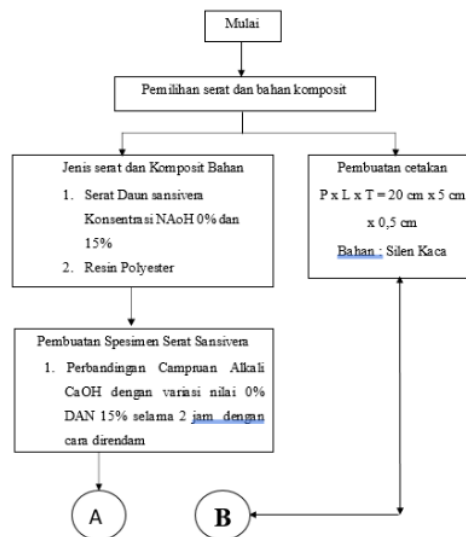 Mulai
Pemilihan serat dan bahan komposit
Jenis serat dan Komposit Bahan
1. Serat Daun sansivera
Konsentrasi NAoH 0% dan
15%
2. Resin Polyester
Pembuatan cetakan
P x L x T = 20 cm x 5 cm
x 0,5 cm
Bahan : Silen Kaca
Pembuatan Spesimen Serat Sansivera
1. Perbandingan Campruan Alkali
CaOH dengan variasi nilai 0%
DAN 15% selama 2 jam dengan
cara direndam
A
B